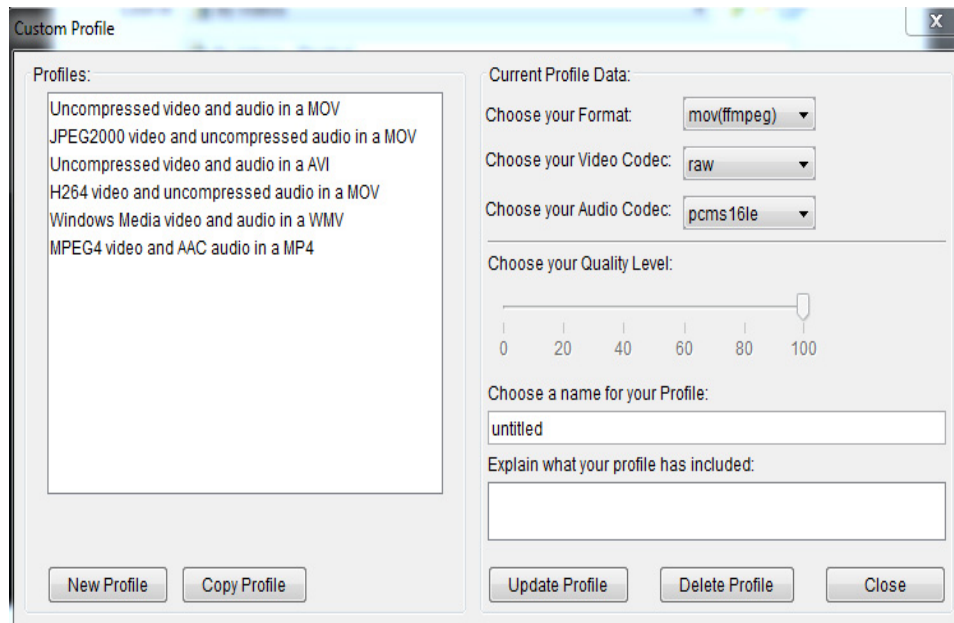 Custom Profile
X
Profiles:
Uncompressed video and audio in a MOV
JPEG2000 video and uncompressed audio in a MOV
Uncompressed video and audio in a AVI
H264 video and uncompressed audio in a MOV
Windows Media video and audio in a WMV
MPEG4 video and AAC audio in a MP4
New Profile
Copy Profile
Current Profile Data:
Choose your Format:
mov(ffmpeg)
Choose your Video Codec:
raw
Choose your Audio Codec:
pcms16le
Choose your Quality Level:
0 20 40 60 80 100
Choose a name for your Profile:
untitled
Explain what your profile has included:
Update Profile
Delete Profile
Close